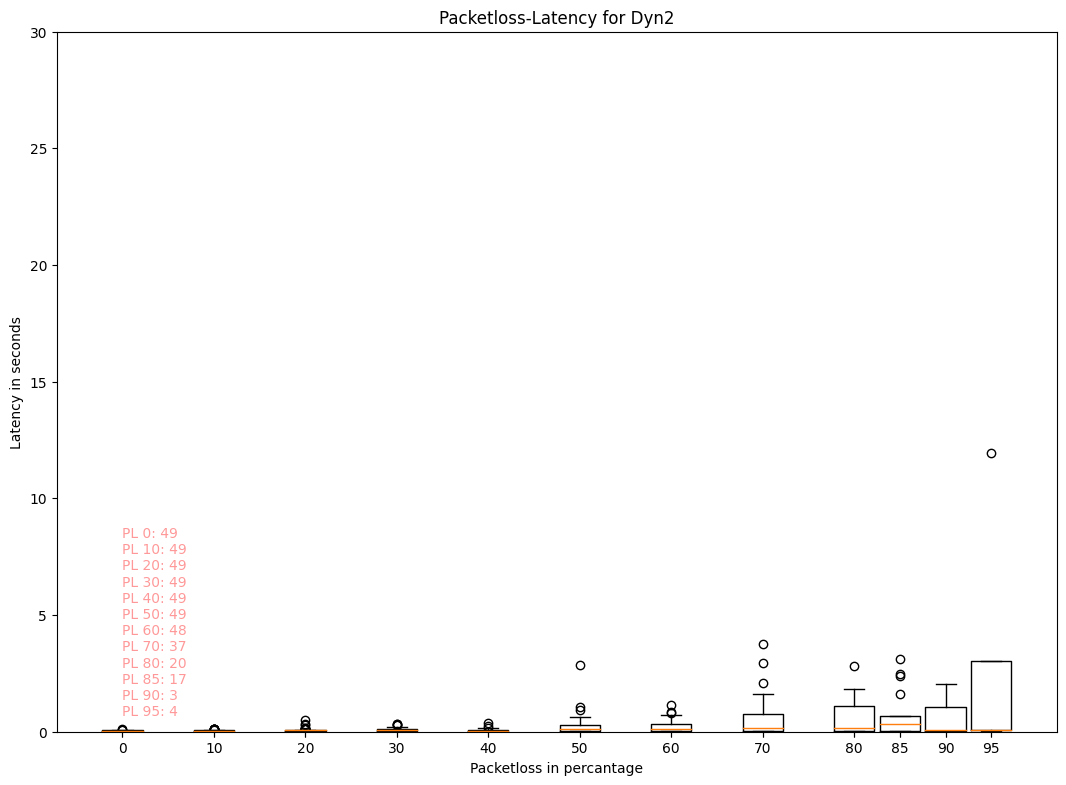 Packetloss-Latency for Dyn2
30
25
20
15
10
5
0
Latency in seconds
PL 0: 49
PL 10: 49
PL 20: 49
PL 30: 49
PL 40: 49
PL 50: 49
PL 60: 48
PL 70: 37
PL 80: 20
PL 85: 17
PL 90: 3
PL 95: 4
0 10 20 30 40 50 60 70 80 85 90 95
Packetloss in percantage